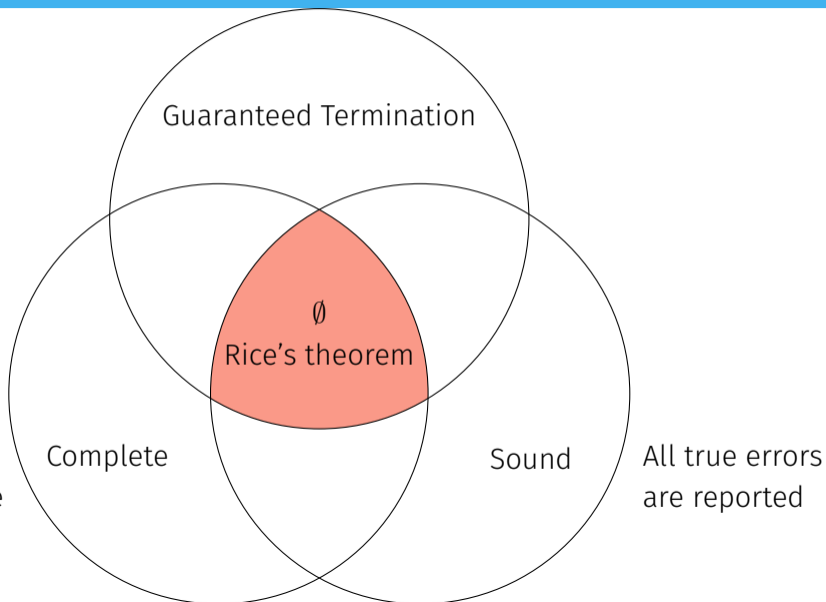 Guaranteed Termination
∅
Rice's theorem
Complete
Sound
All true errors
are reported